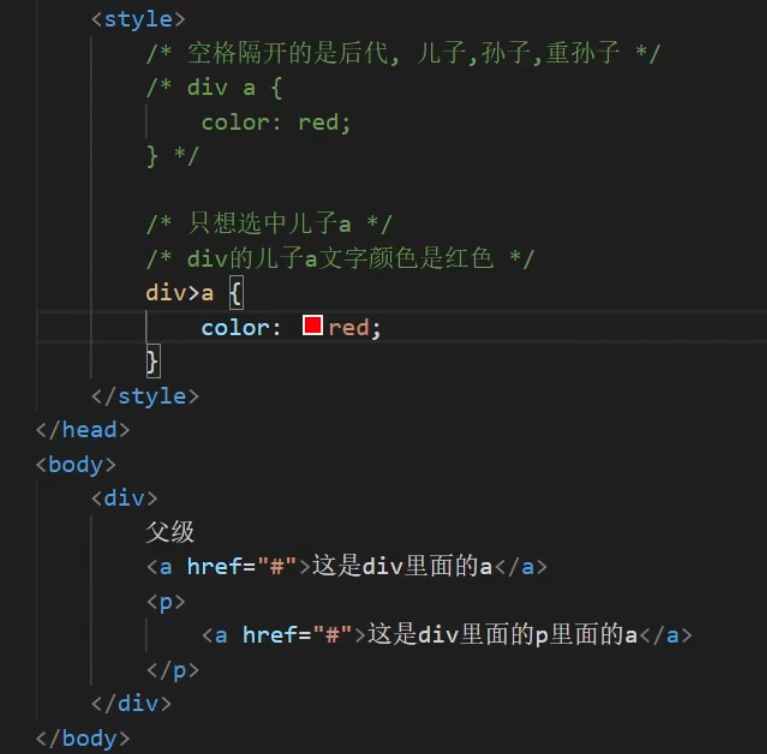 <style>
/* 空格隔开的是后代, 儿子,孙子,重孙子 */
/* div a {
color: red;
} */
/* 只想选中儿子a */
/* div的儿子a文字颜色是红色 */
div>a {
color: red;
}
</style>
</head>
<body>
<div>
父级
<a href="#">这是div里面的a</a>
<p>
<a href="#">这是div里面的p里面的a</a>
</p>
</div>
</body>